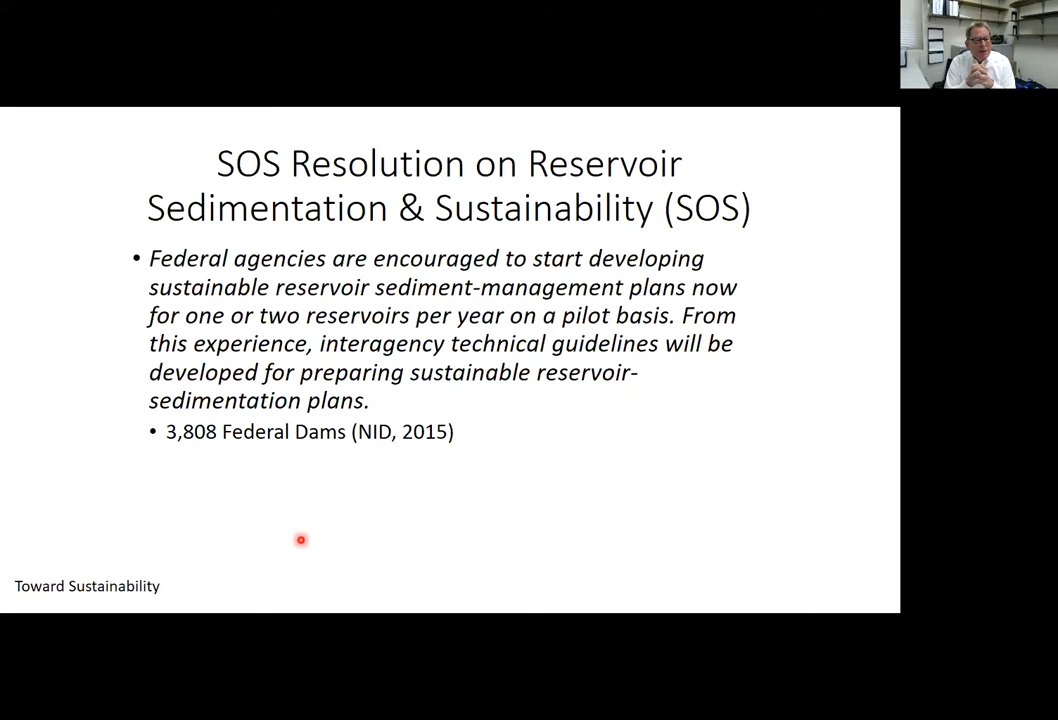 SOS Resolution on Reservoir
Sedimentation & Sustainability (SOS)
• Federal agencies are encouraged to start developing
sustainable reservoir sediment-management plans now
for one or two reservoirs per year on a pilot basis. From
this experience, interagency technical guidelines will be
developed for preparing sustainable reservoir-
sedimentation plans.
• 3,808 Federal Dams (NID, 2015)
Toward Sustainability